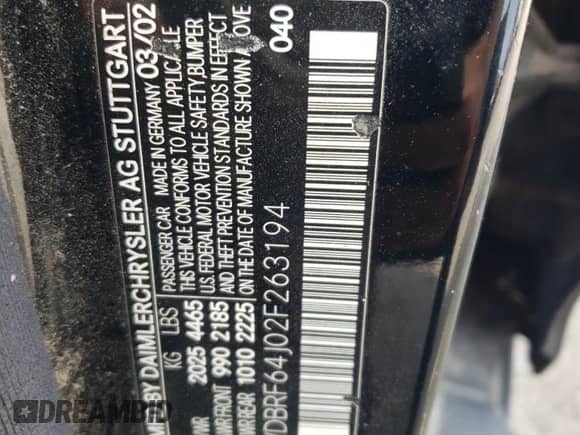 BY DAIMLERCHRYSLER AG STUTTGART
PASSENGER CAR MADE IN GERMANY 03/02
THIS VEHICLE CONFORMS TO ALL APPLICABLE
U.S. FEDERAL MOTOR VEHICLE SAFETY, BUMPER
AND THEFT PREVENTION STANDARDS IN EFFECT
ON THE DATE OF MANUFACTURE SHOWN ABOVE
040
KG LBS
2025 4465
FRONT 990 2185
1010 2225
WDBRF64J02F263194
DREAMBID